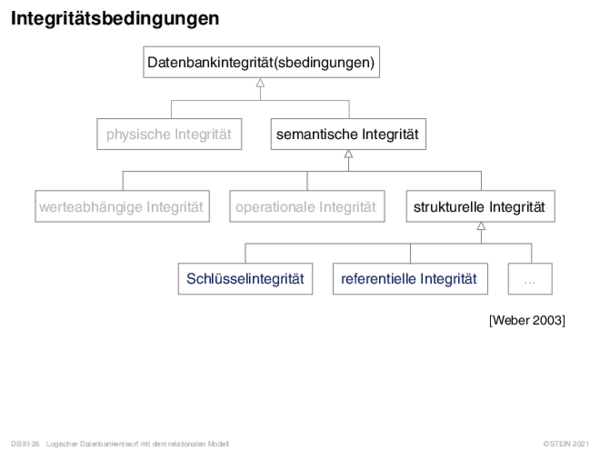 Integritätsbedingungen
Datenbankintegrität(sbedingungen)
physische Integrität
semantische Integrität
werteabhängige Integrität
operationale Integrität
strukturelle Integrität
Schlüsselintegrität
referentielle Integrität
...
[Weber 2003]
DB:III-26 Logischer Datenbankentwurf mit dem relationalen Modell
©STEIN 2021